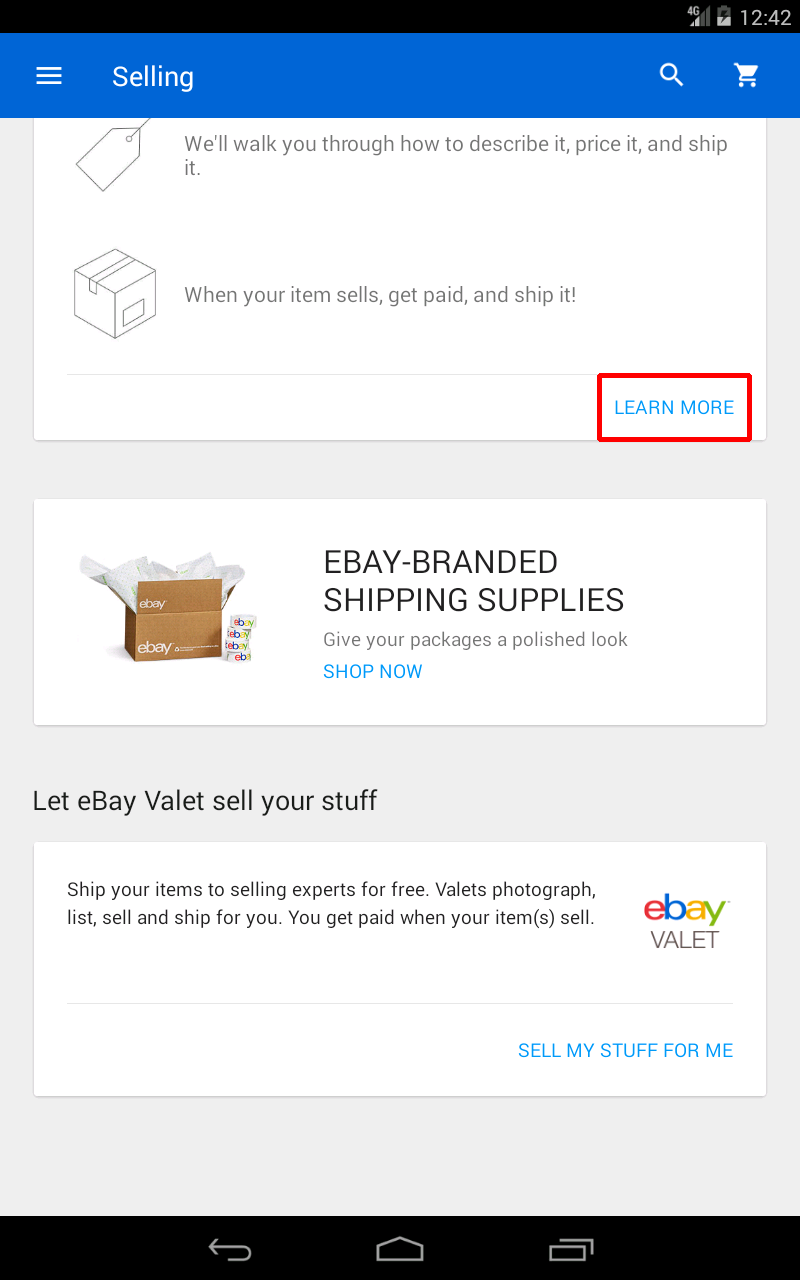 4G 12:42
Selling
We'll walk you through how to describe it, price it, and ship
it.
When your item sells, get paid, and ship it!
LEARN MORE
EBAY-BRANDED
SHIPPING SUPPLIES
Give your packages a polished look
SHOP NOW
ebay
ebay
ebay
ebay
ebay
Let eBay Valet sell your stuff
Ship your items to selling experts for free. Valets photograph,
list, sell and ship for you. You get paid when your item(s) sell.
ebay
VALET
SELL MY STUFF FOR ME